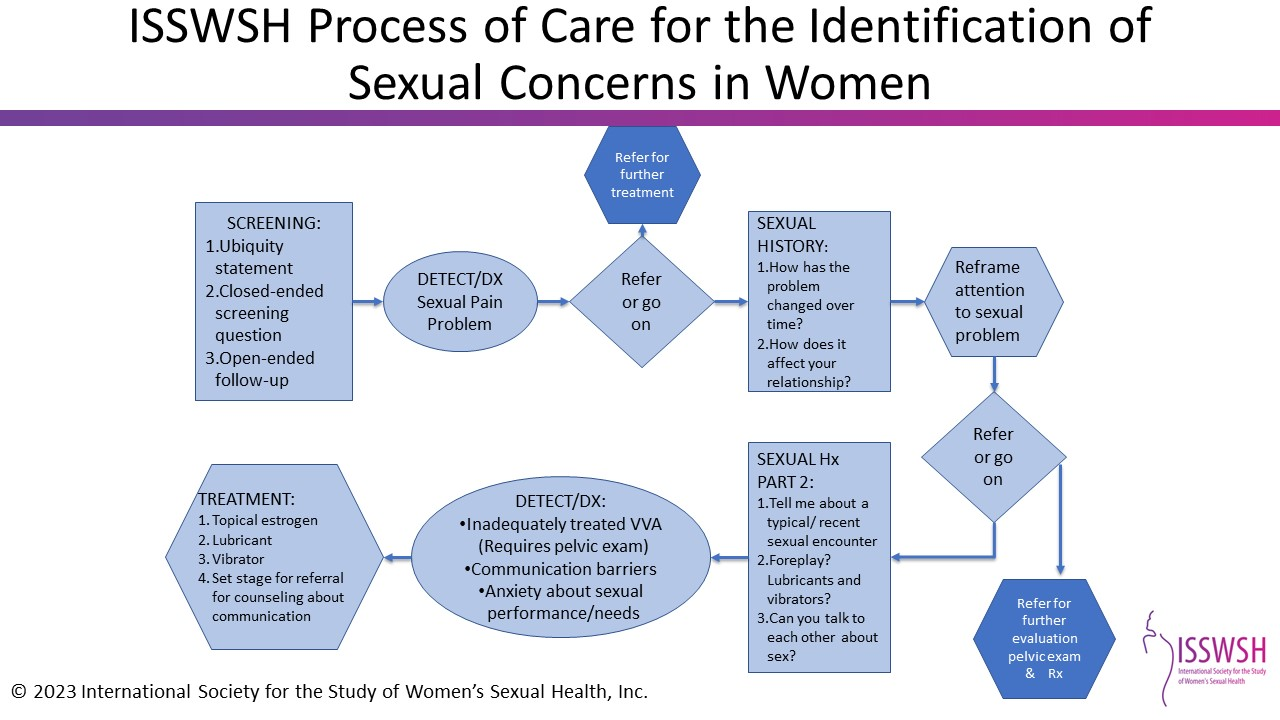 ISSWSH Process of Care for the Identification of
Sexual Concerns in Women
Refer for
further
treatment
SCREENING:
1.Ubiquity
statement
2.Closed-ended
screening
question
3.Open-ended
follow-up
DETECT/DX
Sexual Pain
Problem
Refer
or go
on
SEXUAL
HISTORY:
1.How has the
problem
changed over
time?
2.How does it
affect your
relationship?
Reframe
attention
to sexual
problem
Refer
or go
on
Refer for
further
evaluation
pelvic exam
& Rx
SEXUAL Hx
PART 2:
1.Tell me about a
typical/ recent
sexual encounter
2.Foreplay?
Lubricants and
vibrators?
3.Can you talk to
each other about
sex?
DETECT/DX:
•Inadequately treated VVA
(Requires pelvic exam)
•Communication barriers
•Anxiety about sexual
performance/needs
TREATMENT:
1. Topical estrogen
2. Lubricant
3. Vibrator
4. Set stage for referral
for counseling about
communication
ISSWSH
International Society for the Study
of Women's Sexual Health
© 2023 International Society for the Study of Women’s Sexual Health, Inc.